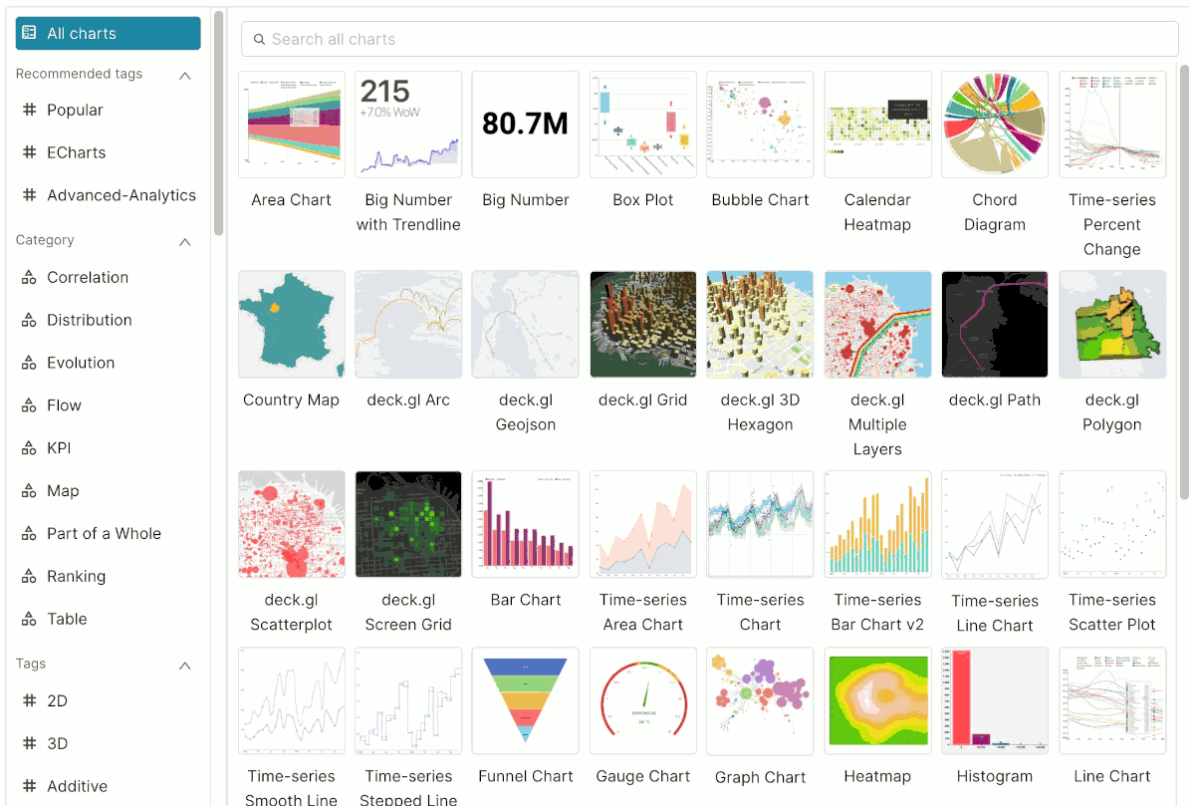 All charts
Recommended tags
# Popular
# ECharts
# Advanced-Analytics
Category
Correlation
Distribution
Evolution
Flow
KPI
Map
Part of a Whole
Ranking
Table
Tags
# 2D
# 3D
# Additive
Search all charts
215
+7.0% WoW
80.7M
Area Chart
Big Number
with Trendline
Big Number
Box Plot
Bubble Chart
Calendar
Heatmap
Chord
Diagram
Time-series
Percent
Change
Country Map
deck.gl Arc
deck.gl
Geojson
deck.gl Grid
deck.gl 3D
Hexagon
deck.gl
Multiple
Layers
deck.gl Path
deck.gl
Polygon
deck.gl
Scatterplot
deck.gl
Screen Grid
Bar Chart
Time-series
Area Chart
Time-series
Chart
Time-series
Bar Chart v2
Time-series
Line Chart
Time-series
Scatter Plot
Time-series
Smooth Line
Time-series
Stepped Line
Funnel Chart
Gauge Chart
Graph Chart
Heatmap
Histogram
Line Chart